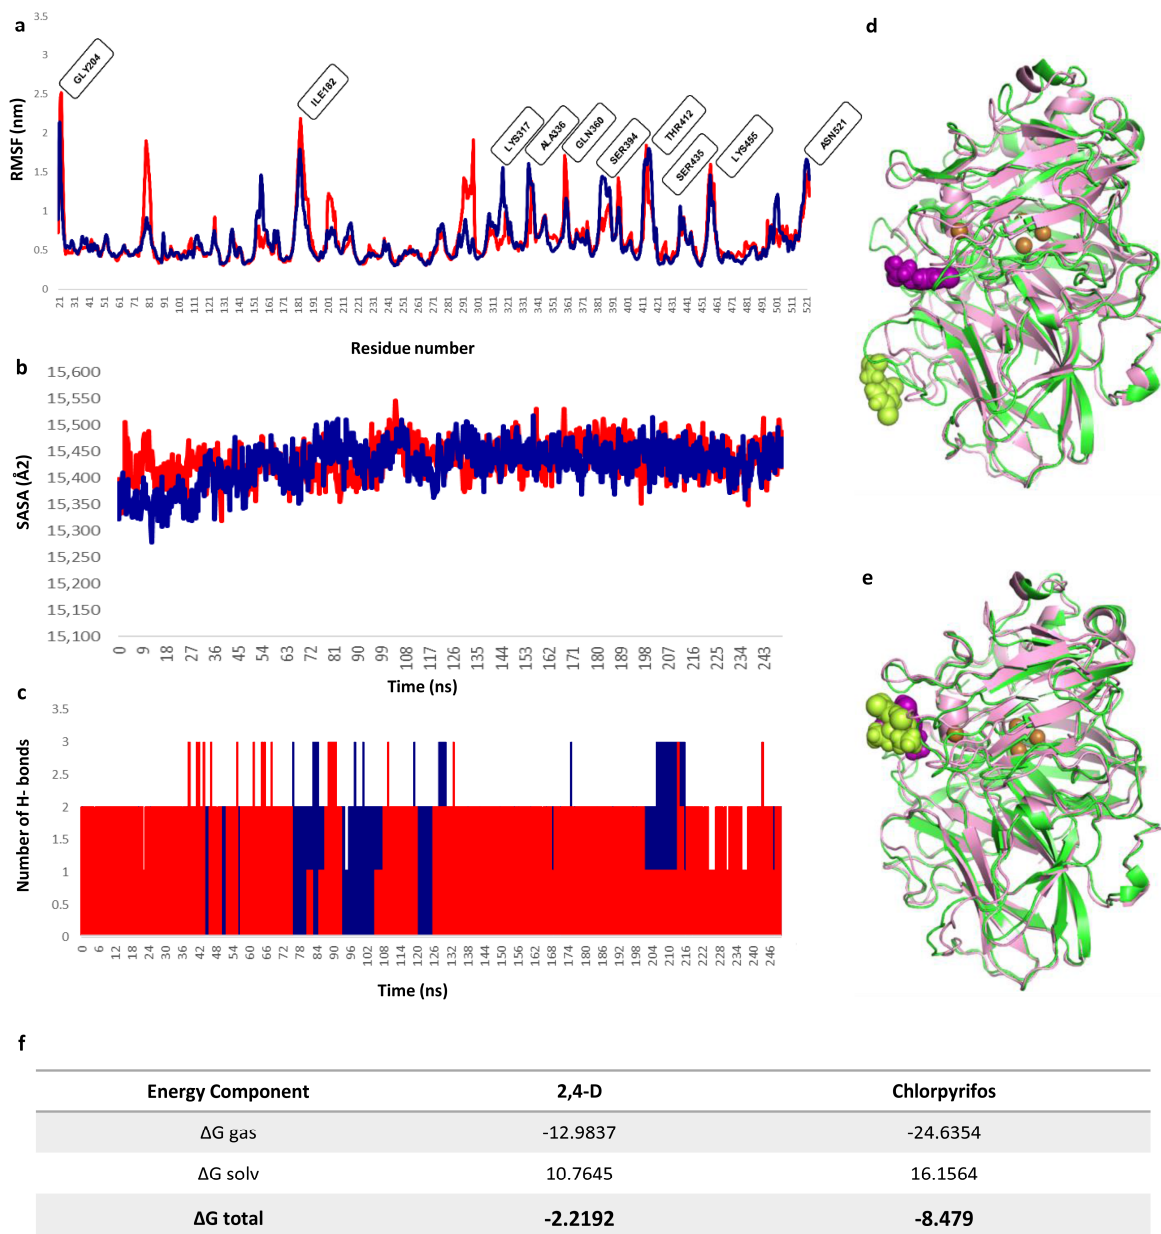 a
3.5
3
2.5
2
1.5
1
0.5
0
RMSF (nm)
GLY204
ILE182
LYS317
ALA336
GLN360
SER394
THR412
SER435
LYS455
ASN521
21 31 41 51 61 71 81 91 101 111 121 131 141 151 161 171 181 191 201 211 221 231 241 251 261 271 281 291 301 311 321 331 341 351 361 371 381 391 401 411 421 431 441 451 461 471 481 491 501 511 521
Residue number
b
15,600
15,550
15,500
15,450
15,400
15,350
15,300
15,250
15,200
15,150
15,100
SASA (Å2)
0 9 18 27 36 45 54 63 72 81 90 99 108 117 126 135 144 153 162 171 180 189 198 207 216 225 234 243
Time (ns)
c
3.5
3
2.5
2
1.5
1
0.5
0
Number of H- bonds
0 6 12 18 24 30 36 42 48 54 60 66 72 78 84 90 96 102 108 114 120 126 132 138 144 150 156 162 168 174 180 186 192 198 204 210 216 222 228 234 240 246
Time (ns)
d
e
f
Energy Component 2,4-D Chlorpyrifos
ΔG gas -12.9837 -24.6354
ΔG solv 10.7645 16.1564
ΔG total -2.2192 -8.479